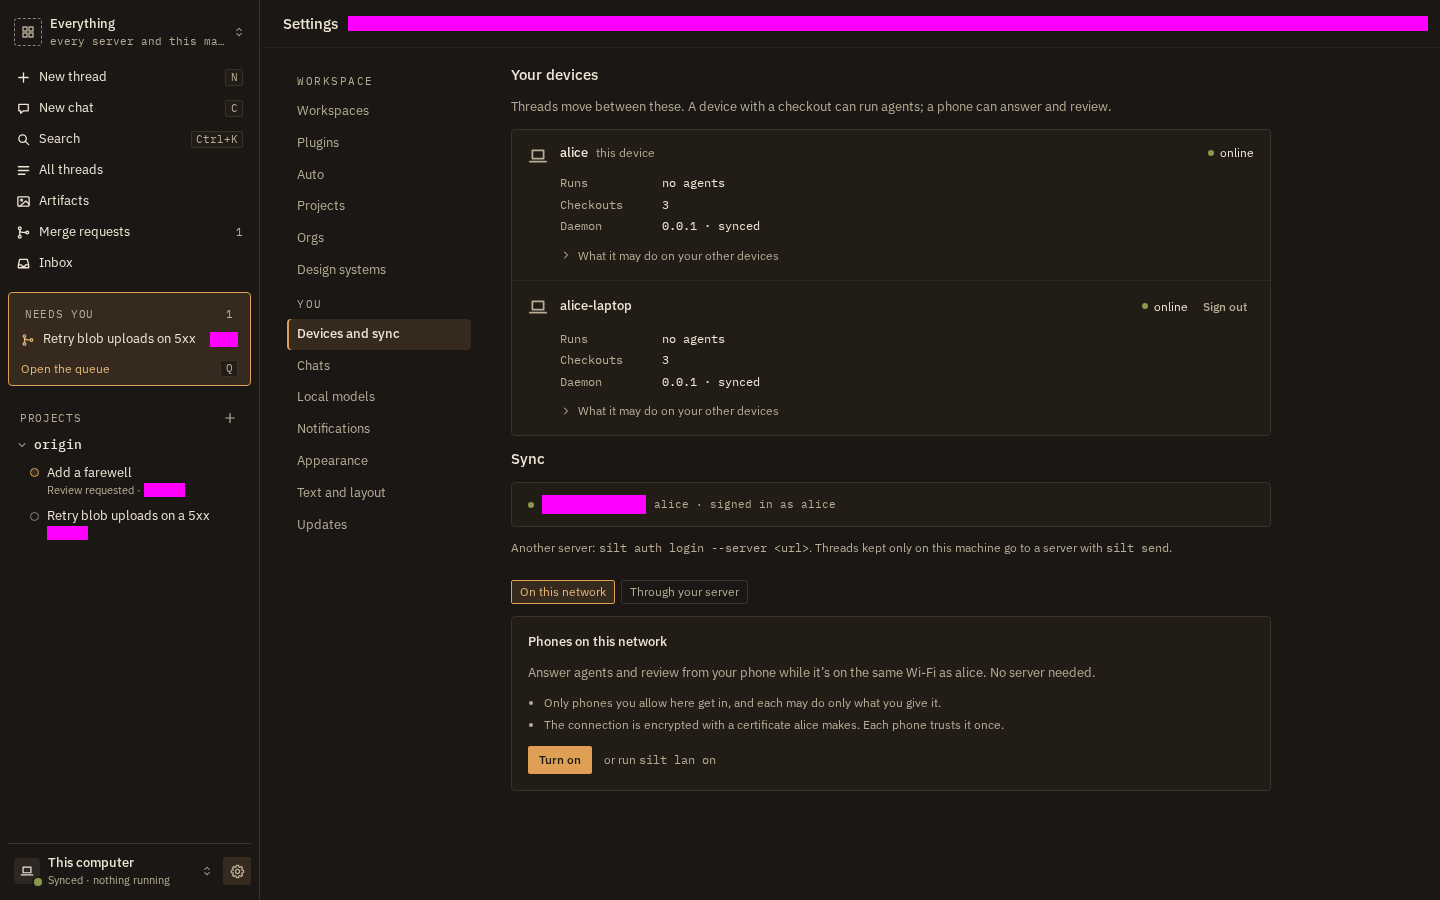 Everything
every server and this ma…
New thread
N
New chat
C
Search
Ctrl+K
All threads
Artifacts
Merge requests
1
Inbox
NEEDS YOU
1
Retry blob uploads on 5xx
Open the queue
Q
PROJECTS
origin
Add a farewell
Review requested ·
Retry blob uploads on a 5xx
This computer
Synced · nothing running
Settings
WORKSPACE
Workspaces
Plugins
Auto
Projects
Orgs
Design systems
YOU
Devices and sync
Chats
Local models
Notifications
Appearance
Text and layout
Updates
Your devices
Threads move between these. A device with a checkout can run agents; a phone can answer and review.
alice this device
online
Runs no agents
Checkouts 3
Daemon 0.0.1 · synced
What it may do on your other devices
alice-laptop
online Sign out
Runs no agents
Checkouts 3
Daemon 0.0.1 · synced
What it may do on your other devices
Sync
alice · signed in as alice
Another server: silt auth login --server <url>. Threads kept only on this machine go to a server with silt send.
On this network
Through your server
Phones on this network
Answer agents and review from your phone while it’s on the same Wi-Fi as alice. No server needed.
• Only phones you allow here get in, and each may do only what you give it.
• The connection is encrypted with a certificate alice makes. Each phone trusts it once.
Turn on
or run silt lan on